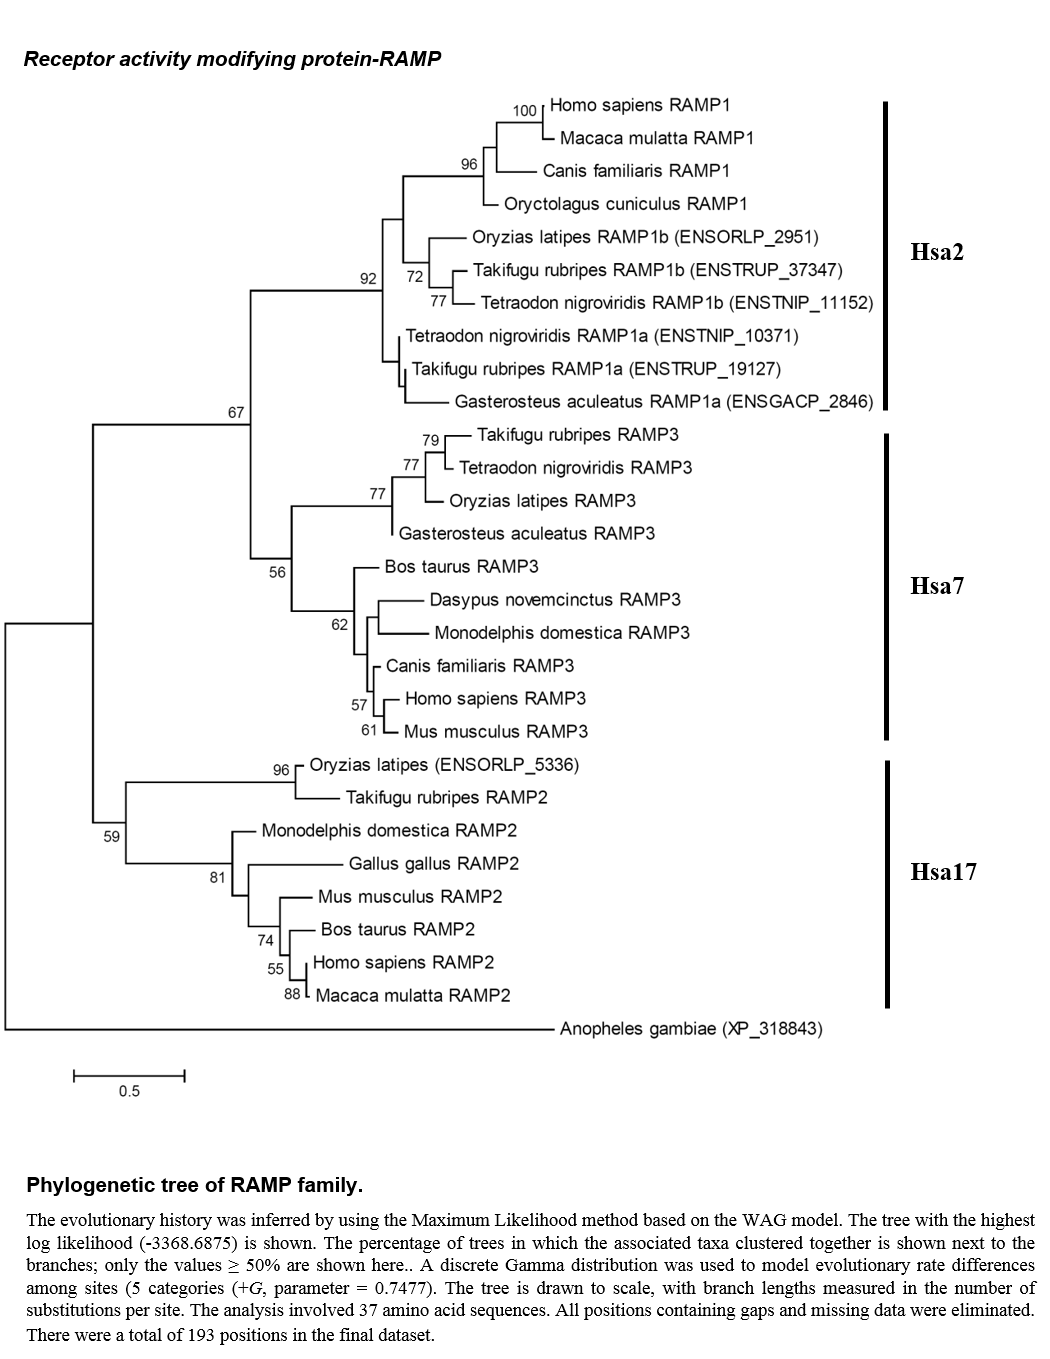 Receptor activity modifying protein-RAMP
100
Homo sapiens RAMP1
Macaca mulatta RAMP1
96
Canis familiaris RAMP1
Oryctolagus cuniculus RAMP1
Oryzias latipes RAMP1b (ENSORLP_2951)
Hsa2
72
Takifugu rubripes RAMP1b (ENSTRUP_37347)
92
77
Tetraodon nigroviridis RAMP1b (ENSTNIP_11152)
Tetraodon nigroviridis RAMP1a (ENSTNIP_10371)
Takifugu rubripes RAMP1a (ENSTRUP_19127)
Gasterosteus aculeatus RAMP1a (ENSGACP_2846)
67
79
Takifugu rubripes RAMP3
77
Tetraodon nigroviridis RAMP3
77
Oryzias latipes RAMP3
Gasterosteus aculeatus RAMP3
56
Bos taurus RAMP3
Hsa7
Dasypus novemcinctus RAMP3
62
Monodelphis domestica RAMP3
Canis familiaris RAMP3
57
Homo sapiens RAMP3
61
Mus musculus RAMP3
96
Oryzias latipes (ENSORLP_5336)
Takifugu rubripes RAMP2
59
Monodelphis domestica RAMP2
81
Gallus gallus RAMP2
Hsa17
Mus musculus RAMP2
74
Bos taurus RAMP2
55
Homo sapiens RAMP2
88
Macaca mulatta RAMP2
Anopheles gambiae (XP_318843)
0.5
Phylogenetic tree of RAMP family.
The evolutionary history was inferred by using the Maximum Likelihood method based on the WAG model. The tree with the highest
log likelihood (-3368.6875) is shown. The percentage of trees in which the associated taxa clustered together is shown next to the
branches; only the values ≥ 50% are shown here.. A discrete Gamma distribution was used to model evolutionary rate differences
among sites (5 categories (+G, parameter = 0.7477). The tree is drawn to scale, with branch lengths measured in the number of
substitutions per site. The analysis involved 37 amino acid sequences. All positions containing gaps and missing data were eliminated.
There were a total of 193 positions in the final dataset.